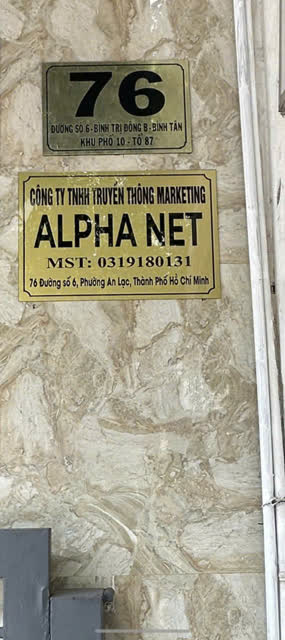 76
ĐƯỜNG SỐ 6 - BÌNH TRỊ ĐÔNG B - BÌNH TÂN
KHU PHỐ 10 - TỔ 87
CÔNG TY TNHH TRUYỀN THÔNG MARKETING
ALPHA NET
MST: 0319180131
76 Đường số 6, Phường An Lạc, Thành Phố Hồ Chí Minh